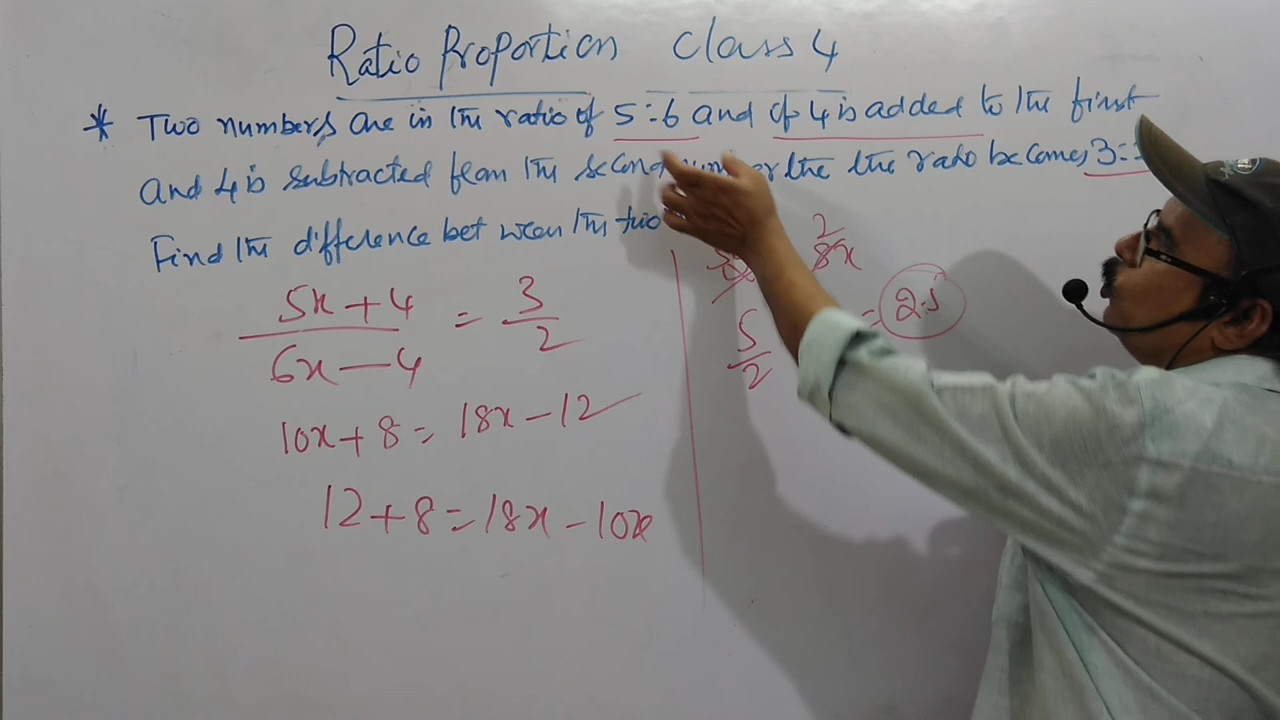 Ratio Proportion Class 4
* Two numbers are in the ratio of 5:6 and if 4 is added to the first
and 4 is subtracted from the second the the ratio becomes 3:
Find the difference between the two
5x+4 / 6x-4 = 3/2
10x+8 = 18x-12
12+8=18x-10x
2
8x
5/2
= 2.5